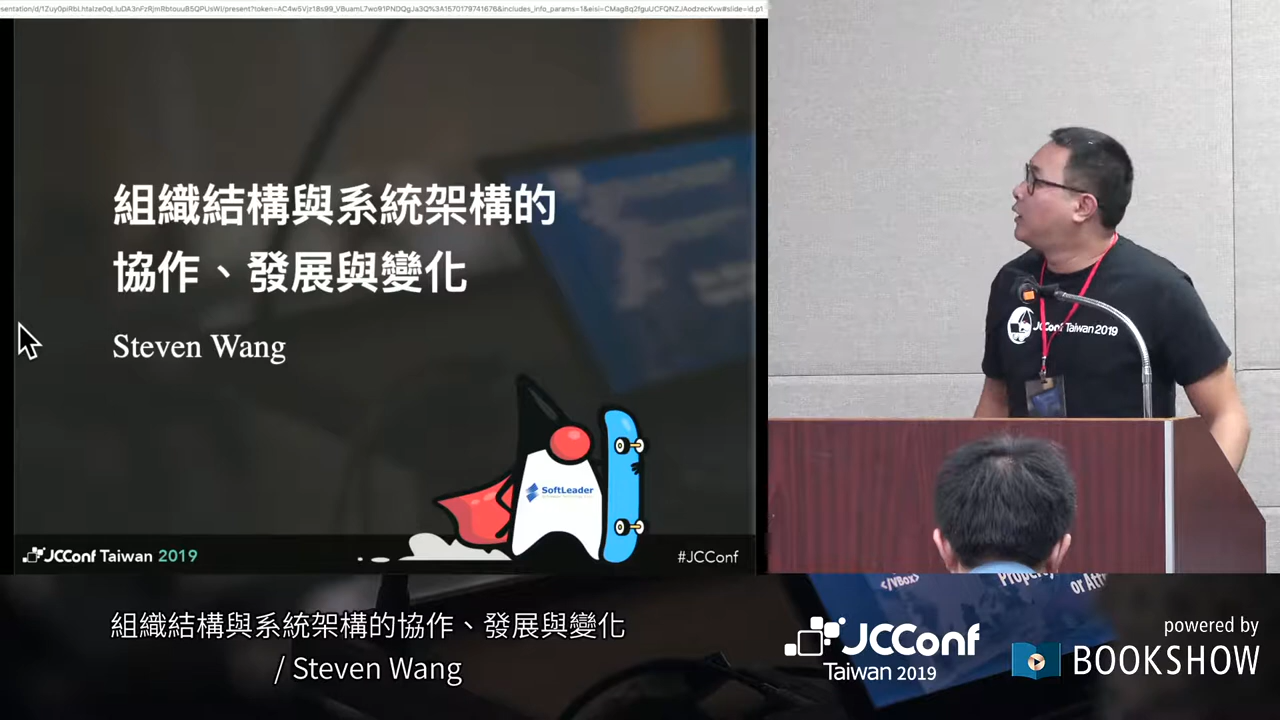 組織結構與系統架構的
協作、發展與變化
Steven Wang
SoftLeader
JCConf Taiwan 2019
#JCConf
JCConf Taiwan 2019
</VBox>
組織結構與系統架構的協作、發展與變化
/ Steven Wang
JCConf
Taiwan 2019
powered by
BOOKSHOW